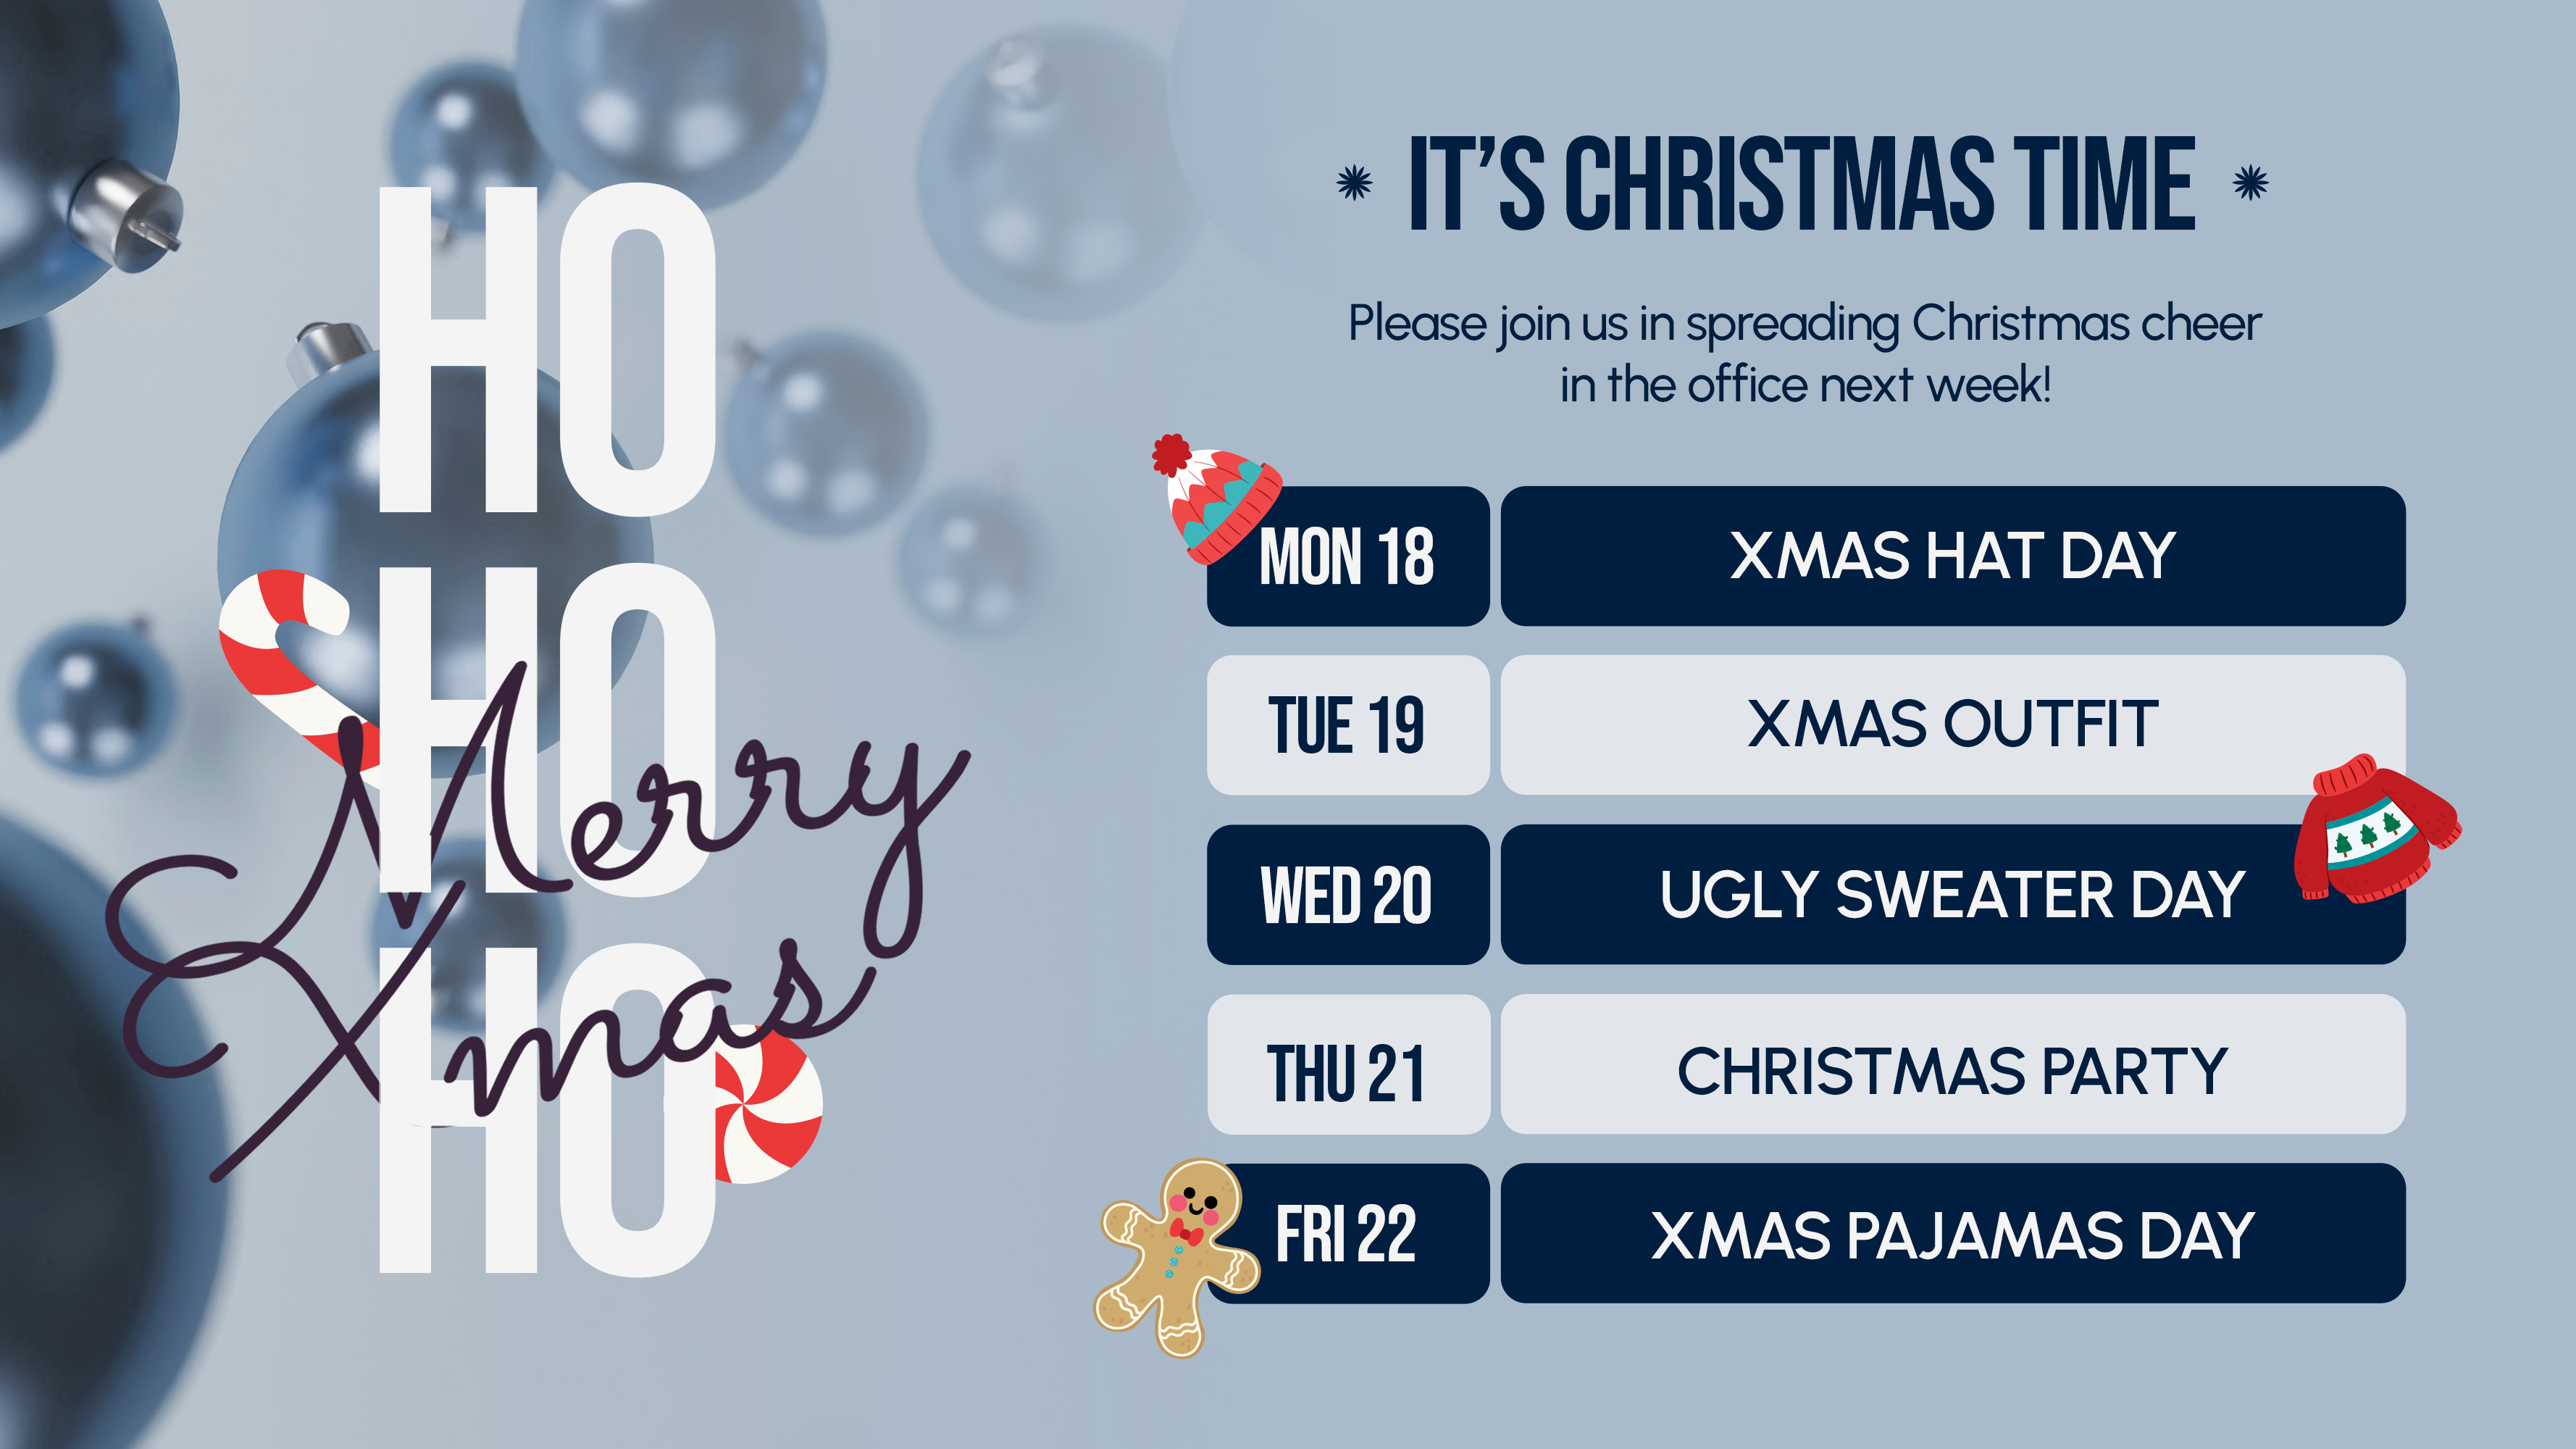 HO
HO
HO
Merry
Xmas
IT'S CHRISTMAS TIME
Please join us in spreading Christmas cheer
in the office next week!
MON 18 XMAS HAT DAY
TUE 19 XMAS OUTFIT
WED 20 UGLY SWEATER DAY
THU 21 CHRISTMAS PARTY
FRI 22 XMAS PAJAMAS DAY